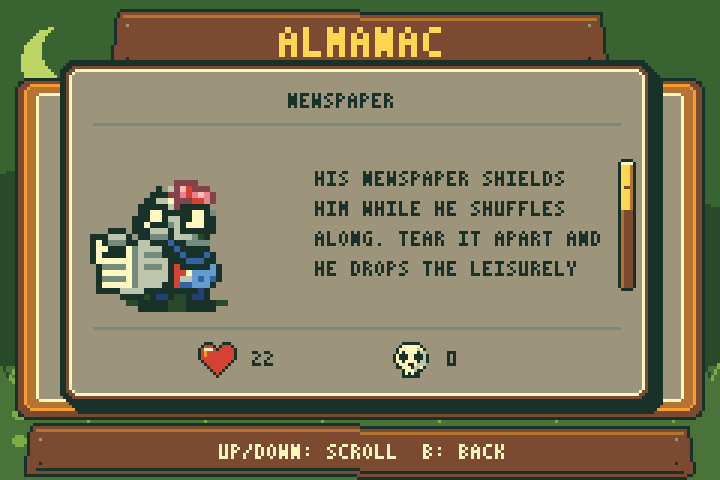 ALMANAC
NEWSPAPER
HIS NEWSPAPER SHIELDS
HIM WHILE HE SHUFFLES
ALONG. TEAR IT APART AND
HE DROPS THE LEISURELY
22
0
UP/DOWN: SCROLL  B: BACK